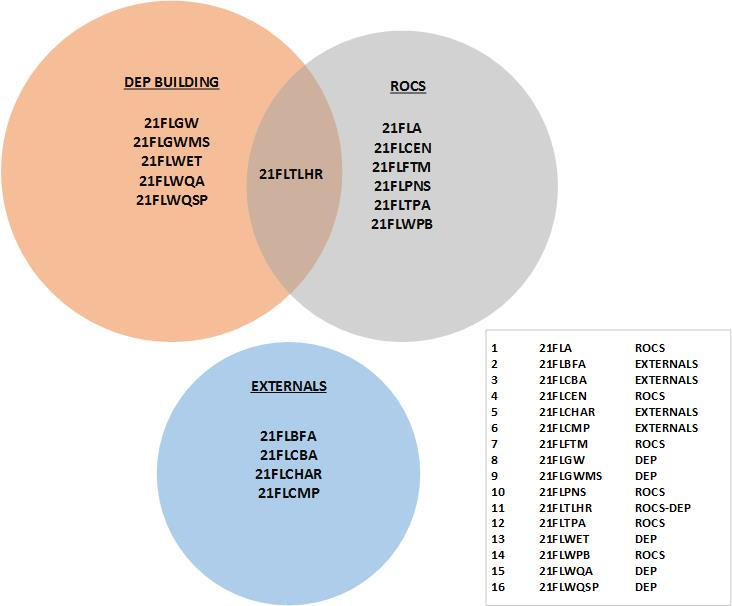 DEP BUILDING
21FLGW
21FLGWMS
21FLWET
21FLWQA
21FLWQSP
21FLTLHR
ROCS
21FLA
21FLCEN
21FLFTM
21FLPNS
21FLTPA
21FLWPB
EXTERNALS
21FLBFA
21FLCBA
21FLCHAR
21FLCMP
1 21FLA ROCS
2 21FLBFA EXTERNALS
3 21FLCBA EXTERNALS
4 21FLCEN ROCS
5 21FLCHAR EXTERNALS
6 21FLCMP EXTERNALS
7 21FLFTM ROCS
8 21FLGW DEP
9 21FLGWMS DEP
10 21FLPNS ROCS
11 21FLTLHR ROCS-DEP
12 21FLTPA ROCS
13 21FLWET DEP
14 21FLWPB ROCS
15 21FLWQA DEP
16 21FLWQSP DEP